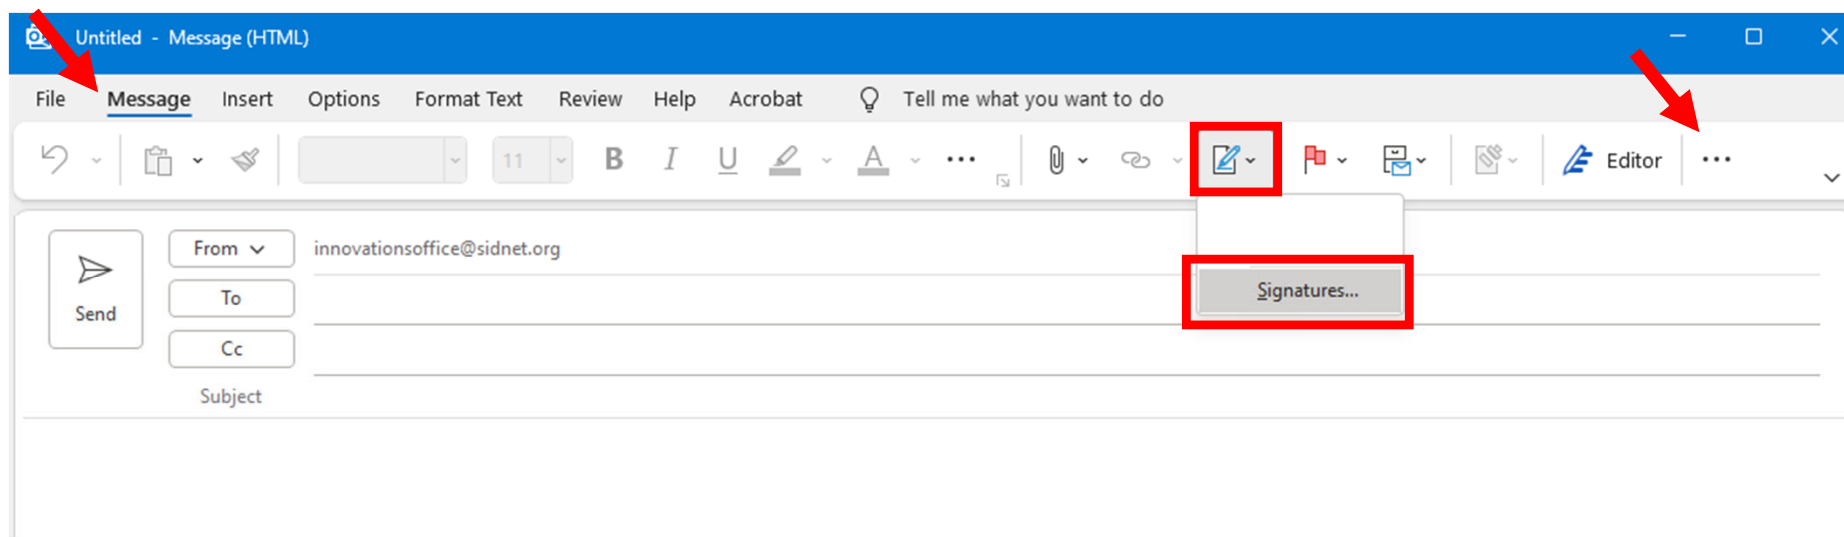 Untitled - Message (HTML)
File Message Insert Options Format Text Review Help Acrobat Tell me what you want to do
11 B I U A Editor
From innovationsoffice@sidnet.org
Signatures...
To
Send
Cc
Subject